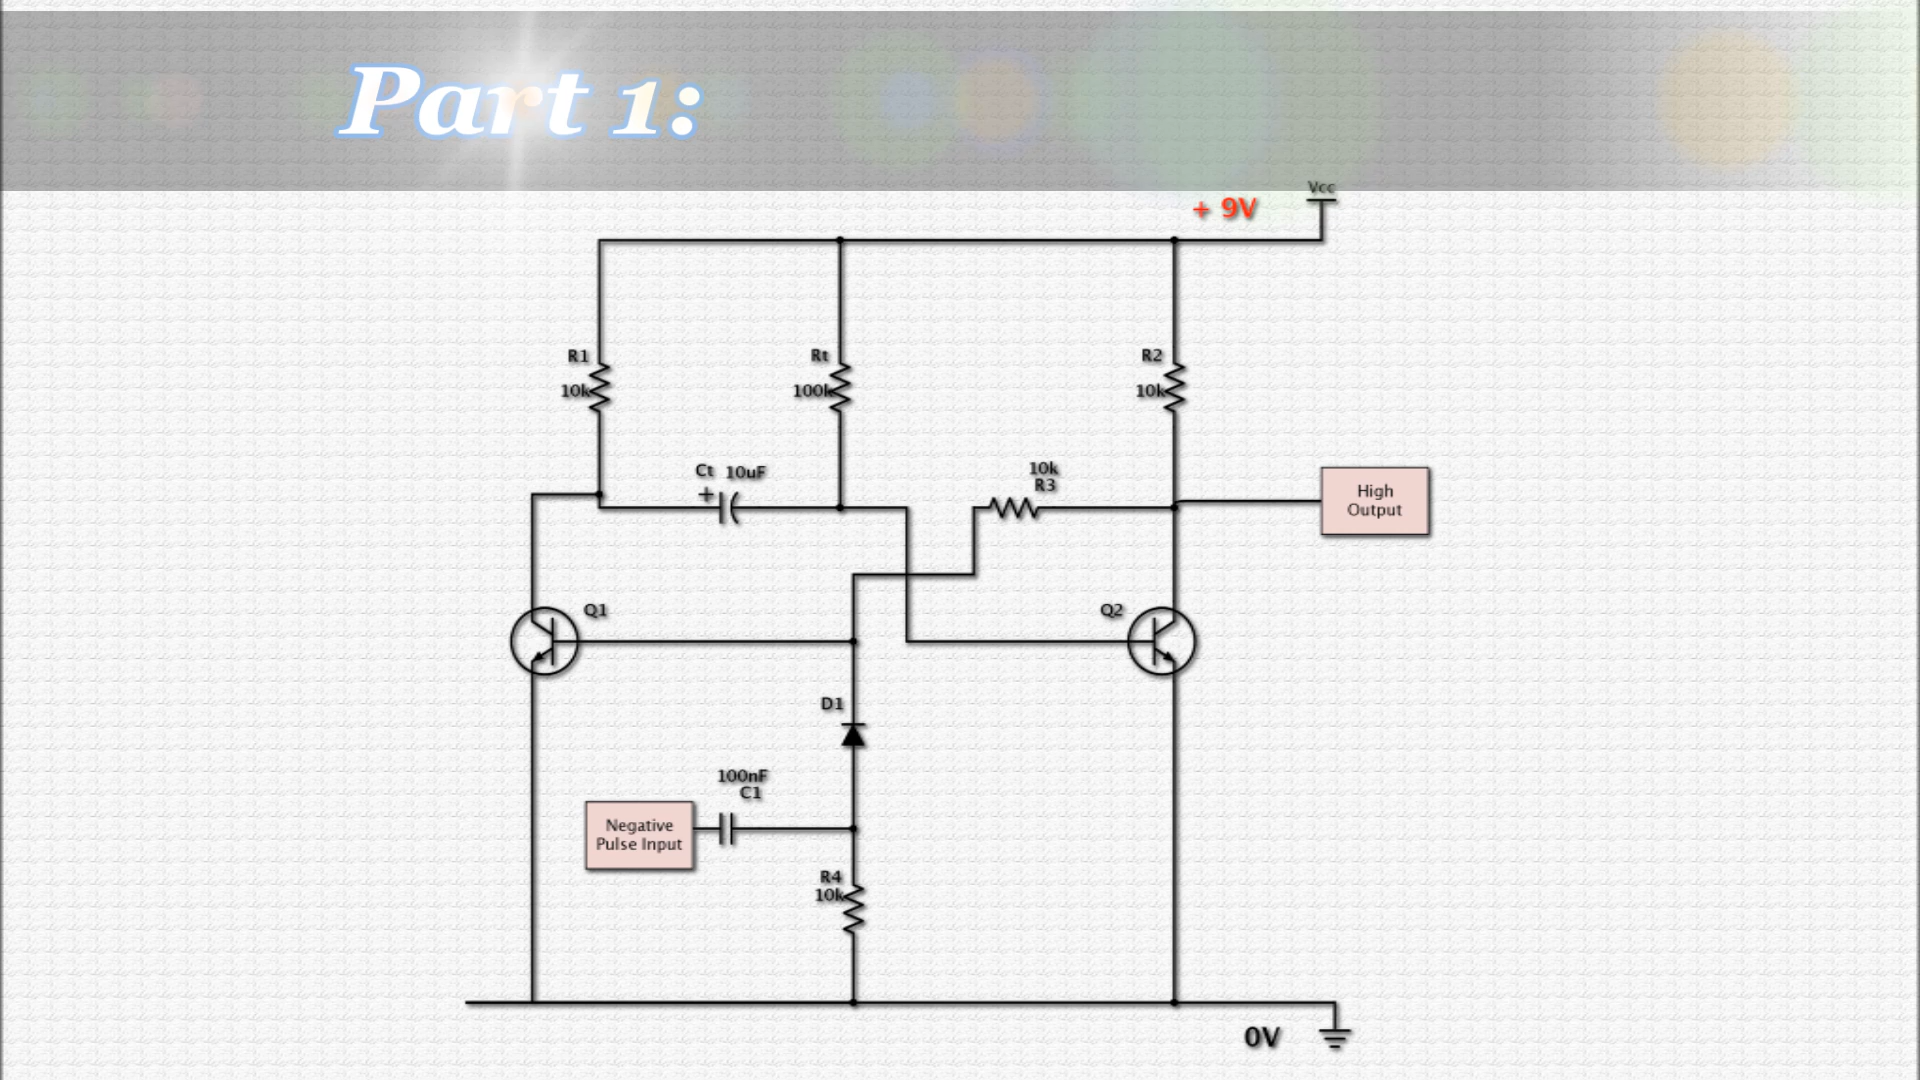 Part 1:
Vcc
+ 9V
R1
10k
Rt
100k
R2
10k
Ct 10uF
+
10k
R3
High
Output
Q1
Q2
D1
100nF
C1
Negative
Pulse Input
R4
10k
0V